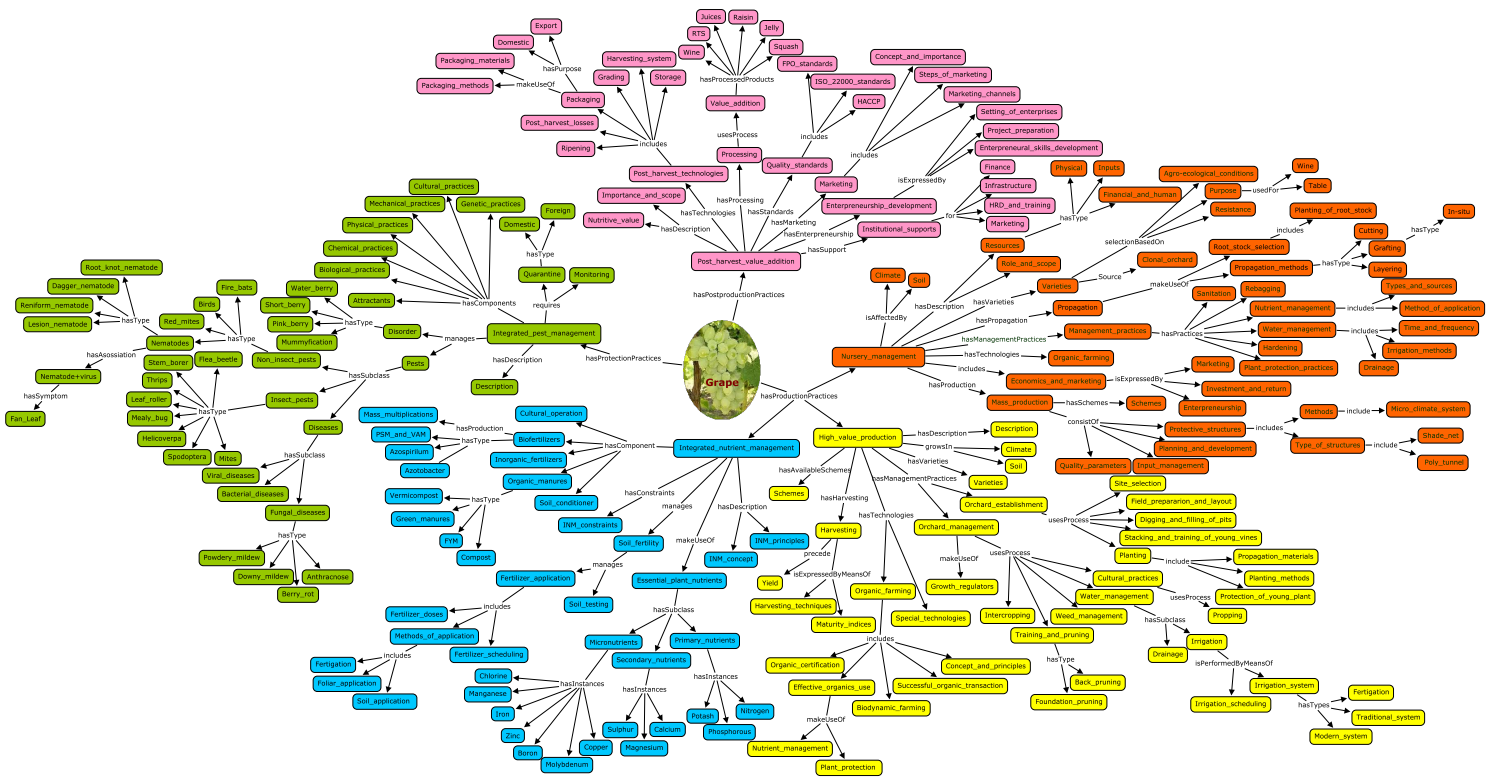 Grape
hasPostproductionPractices
Post_harvest_value_addition
hasDescription
Nutritive_value
Importance_and_scope
hasTechnologies
Post_harvest_technologies
includes
Ripening
Post_harvest_losses
Packaging
makeUseOf
Packaging_methods
Packaging_materials
hasPurpose
Domestic
Export
Grading
Harvesting_system
Storage
hasProcessing
Processing
usesProcess
Value_addition
hasProcessedProducts
Wine
RTS
Juices
Raisin
Jelly
Squash
hasStandards
Quality_standards
includes
FPO_standards
ISO_22000_standards
HACCP
hasMarketing
Marketing
includes
Concept_and_importance
Steps_of_marketing
Marketing_channels
hasEnterpreneurship
Enterpreneurship_development
isExpressedBy
Setting_of_enterprises
Project_preparation
Enterpreneurial_skills_development
hasSupport
Institutional_supports
for
Finance
Infrastructure
HRD_and_training
Marketing
hasProtectionPractices
Integrated_pest_management
hasComponents
Cultural_practices
Mechanical_practices
Genetic_practices
Physical_practices
Chemical_practices
Biological_practices
Attractants
requires
Quarantine
Monitoring
hasType
Domestic
Foreign
hasDescription
Description
manages
Disorder
hasType
Water_berry
Short_berry
Pink_berry
Mummyfication
Pests
hasSubclass
Non_insect_pests
hasType
Fire_bats
Birds
Red_mites
Nematodes
hasType
Root_knot_nematode
Dagger_nematode
Reniform_nematode
Lesion_nematode
hasAsossiation
Nematode+virus
hasSymptom
Fan_Leaf
Insect_pests
hasType
Flea_beetle
Stem_borer
Thrips
Leaf_roller
Mealy_bug
Helicoverpa
Spodoptera
Mites
Diseases
hasSubclass
Viral_diseases
Bacterial_diseases
Fungal_diseases
hasType
Powdery_mildew
Downy_mildew
Berry_rot
Anthracnose
hasProductionPractices
Nursery_management
isAffectedBy
Climate
Soil
hasDescription
Resources
Role_and_scope
hasType
Physical
Inputs
Financial_and_human
hasVarieties
Varieties
selectionBasedOn
Agro-ecological_conditions
Purpose
Resistance
usedFor
Wine
Table
Source
Clonal_orchard
hasPropagation
Propagation
makeUseOf
Root_stock_selection
includes
Planting_of_root_stock
Propagation_methods
hasType
Cutting
Grafting
Layering
hasType
In-situ
hasManagementPractices
Management_practices
hasPractices
Sanitation
Rebagging
Nutrient_management
includes
Types_and_sources
Method_of_application
Water_management
includes
Time_and_frequency
Irrigation_methods
Drainage
Hardening
Plant_protection_practices
hasTechnologies
Organic_farming
includes
Economics_and_marketing
isExpressedBy
Marketing
Investment_and_return
Enterpreneurship
hasProduction
Mass_production
hasSchemes
Schemes
consistOf
Protective_structures
includes
Methods
include
Micro_climate_system
Type_of_structures
include
Shade_net
Poly_tunnel
Planning_and_development
Input_management
Quality_parameters
Integrated_nutrient_management
hasComponent
Cultural_operation
Biofertilizers
hasProduction
Mass_multiplications
hasType
PSM_and_VAM
Azospirilum
Azotobacter
Inorganic_fertilizers
Organic_manures
hasType
Vermicompost
Green_manures
FYM
Compost
Soil_conditioner
hasConstraints
INM_constraints
manages
Soil_fertility
manages
Fertilizer_application
Soil_testing
includes
Fertilizer_doses
Methods_of_application
Fertilizer_scheduling
includes
Fertigation
Foliar_application
Soil_application
makeUseOf
Essential_plant_nutrients
hasSubclass
Micronutrients
Secondary_nutrients
Primary_nutrients
hasInstances
Chlorine
Manganese
Iron
Zinc
Boron
Molybdenum
Copper
hasInstances
Sulphur
Magnesium
Calcium
hasInstances
Potash
Phosphorous
Nitrogen
hasDescription
INM_concept
INM_principles
High_value_production
hasDescription
Description
growsIn
Climate
Soil
hasVarieties
Varieties
hasAvailableSchemes
Schemes
hasHarvesting
Harvesting
precede
Yield
isExpressedByMeansOf
Harvesting_techniques
Maturity_indices
hasTechnologies
Organic_farming
Special_technologies
includes
Organic_certification
Effective_organics_use
Biodynamic_farming
Successful_organic_transaction
Concept_and_principles
makeUseOf
Nutrient_management
Plant_protection
hasManagementPractices
Orchard_management
makeUseOf
Growth_regulators
usesProcess
Intercropping
Training_and_pruning
hasType
Foundation_pruning
Back_pruning
Weed_management
Water_management
hasSubclass
Drainage
Irrigation
isPerformedByMeansOf
Irrigation_scheduling
Irrigation_system
hasTypes
Fertigation
Traditional_system
Modern_system
Cultural_practices
usesProcess
Propping
Orchard_establishment
usesProcess
Site_selection
Field_prepararion_and_layout
Digging_and_filling_of_pits
Stacking_and_training_of_young_vines
Planting
include
Propagation_materials
Planting_methods
Protection_of_young_plant